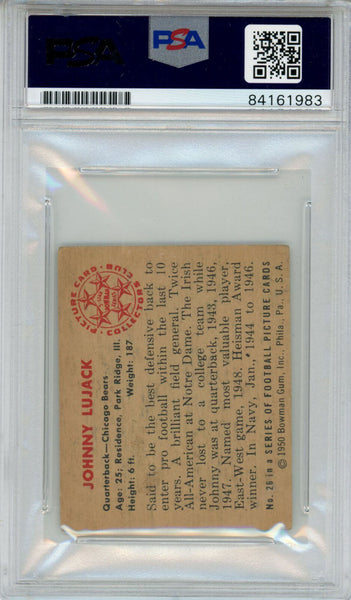 PSA
PSA
84161983
PICTURE CARD
COLLECTORS
CLUB
JOHNNY LUJACK
Quarterback—Chicago Bears
Age: 25; Residence, Park Ridge, Ill.
Height: 6 ft. Weight: 187
Said to be the best defensive back to
enter pro football within the last 10
years. A brilliant field general. Twice
All-American at Notre Dame. The Irish
never lost to a college team while
Johnny was at quarterback, 1943, 1946,
1947. Named most valuable player,
East-West game, 1948. Heisman Award
winner. In Navy, Jan., 1944 to 1946.
No. 26 in a SERIES OF FOOTBALL PICTURE CARDS
© 1950 Bowman Gum, Inc., Phila., Pa., U.S.A.